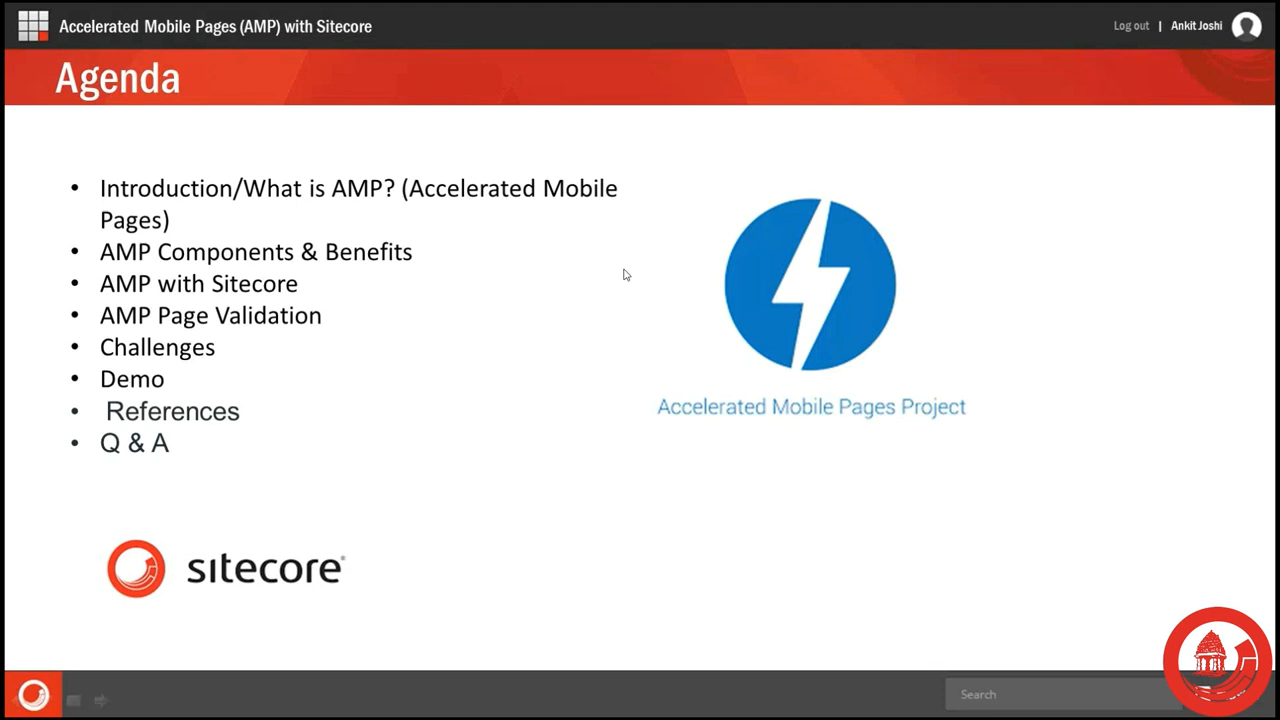 Accelerated Mobile Pages (AMP) with Sitecore
Log out | Ankit Joshi
Agenda
• Introduction/What is AMP? (Accelerated Mobile
Pages)
• AMP Components & Benefits
• AMP with Sitecore
• AMP Page Validation
• Challenges
• Demo
• References
• Q & A
Accelerated Mobile Pages Project
sitecore®
Search